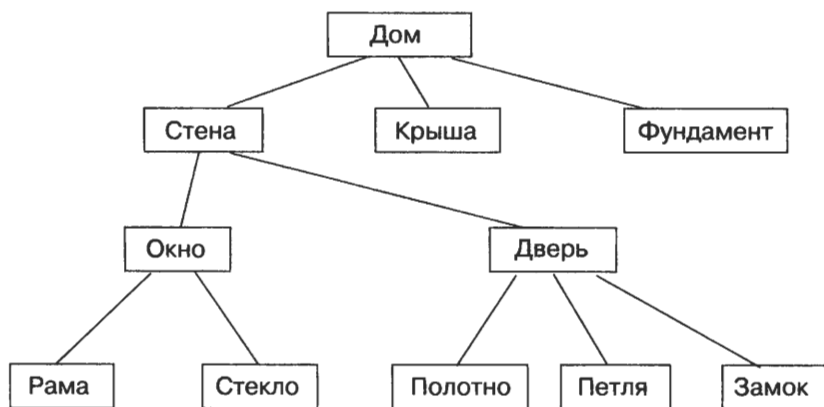 Дом
Стена Крыша Фундамент
Окно Дверь
Рама Стекло Полотно Петля Замок